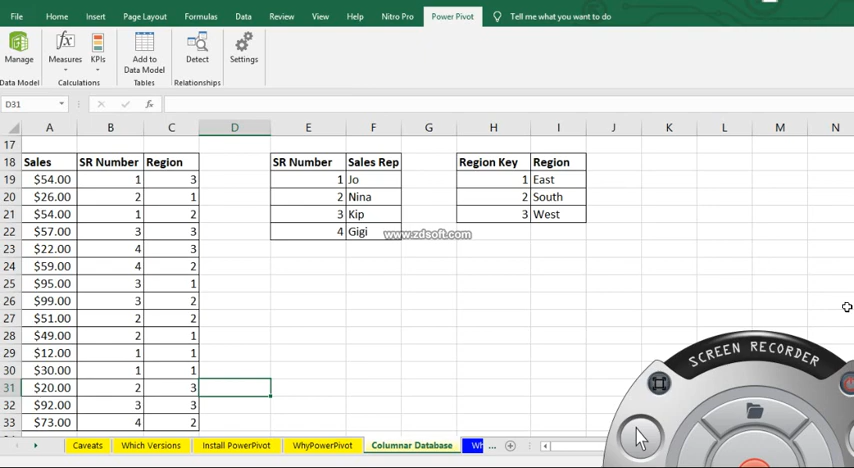 File Home Insert Page Layout Formulas Data Review View Help Nitro Pro Power Pivot Tell me what you want to do
Manage Measures KPIs Add to Data Model Detect Settings
Data Model Calculations Tables Relationships
D31 fx
A B C D E F G H I J K L M N
17
18 Sales SR Number Region SR Number Sales Rep Region Key Region
19 $54.00 1 3 1 Jo 1 East
20 $26.00 2 1 2 Nina 2 South
21 $54.00 1 2 3 Kip 3 West
22 $57.00 3 3 4 Gigi www.zdsoft.com
23 $22.00 4 3
24 $59.00 4 2
25 $95.00 3 1
26 $99.00 3 2
27 $51.00 2 2
28 $49.00 2 1
29 $12.00 1 1
30 $30.00 1 1
31 $20.00 2 3
32 $92.00 3 3
33 $73.00 4 2
SCREEN RECORDER
Caveats Which Versions Install PowerPivot WhyPowerPivot Columnar Database Wh ...